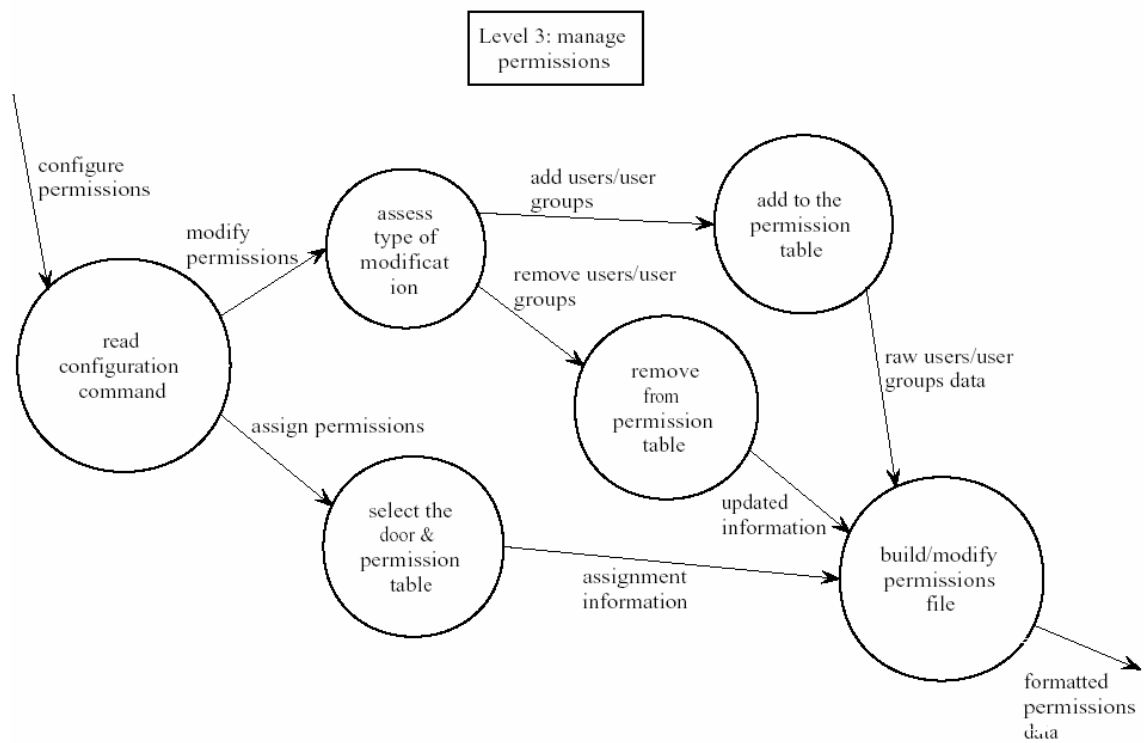 Level 3: manage
permissions
configure
permissions
modify
permissions
assess
type of
modificat
ion
add users/user
groups
add to the
permission
table
remove users/user
groups
read
configuration
command
remove
from
permission
table
raw users/user
groups data
assign permissions
select the
door &
permission
table
updated
information
assignment
information
build/modify
permissions
file
formatted
permissions
data